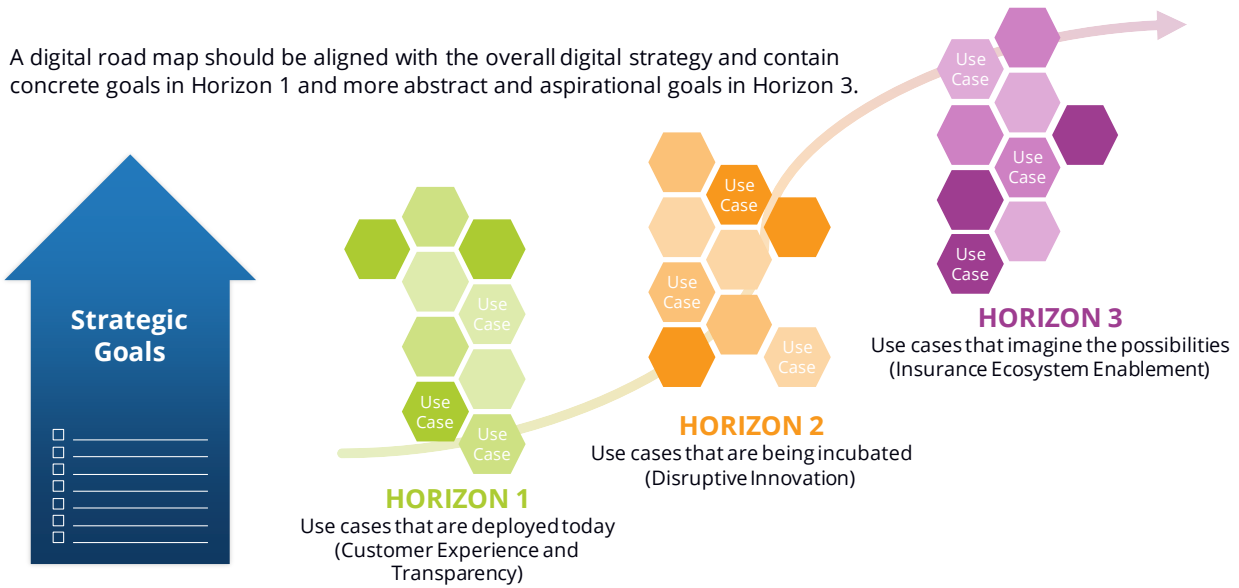 A digital road map should be aligned with the overall digital strategy and contain
concrete goals in Horizon 1 and more abstract and aspirational goals in Horizon 3.
Strategic
Goals
Use
Case
Use
Case
Use
Case
HORIZON 1
Use cases that are deployed today
(Customer Experience and
Transparency)
Use
Case
Use
Case
Use
Case
HORIZON 2
Use cases that are being incubated
(Disruptive Innovation)
Use
Case
Use
Case
Use
Case
HORIZON 3
Use cases that imagine the possibilities
(Insurance Ecosystem Enablement)